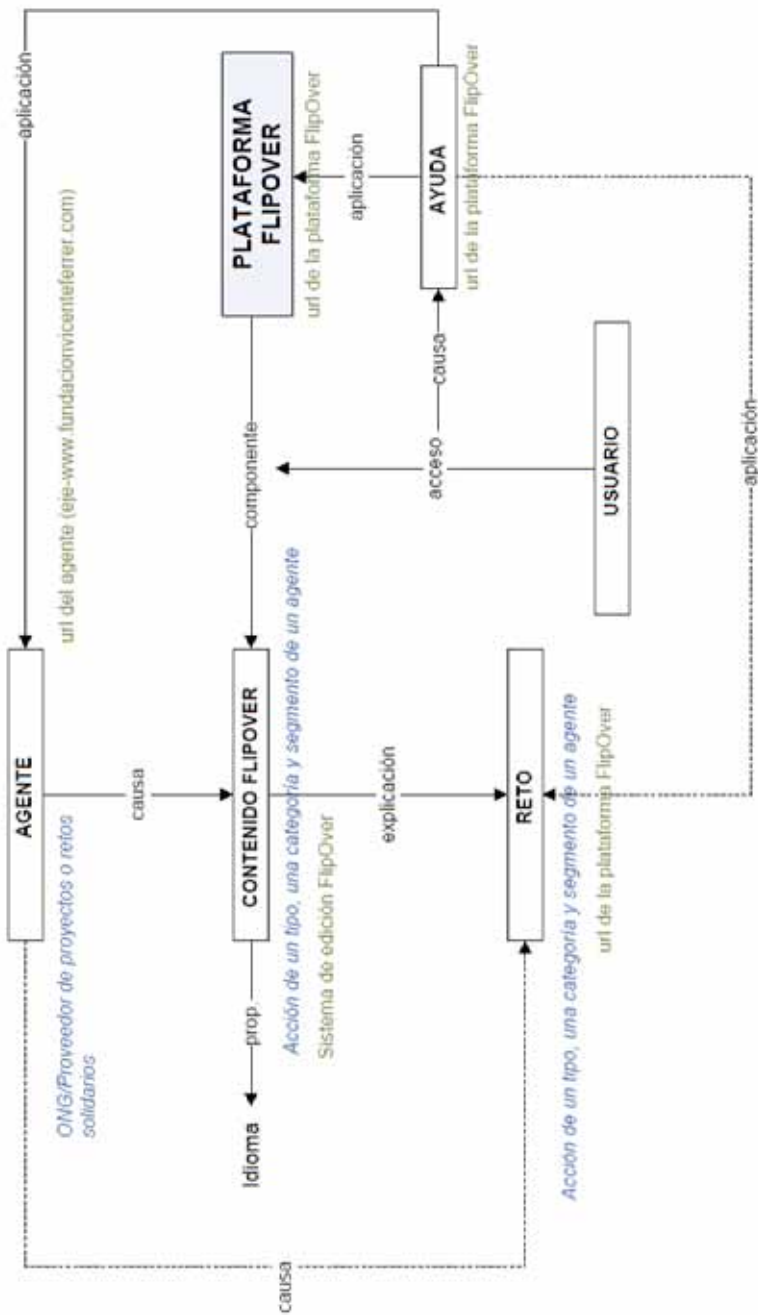 AGENTE
aplicación
ONG/Proveedor de proyectos o retos
solidarios
url del agente (eje-www.fundacionvicenteferrer.com)
causa
causa
Idioma
prop.
CONTENIDO FLIPOVER
componente
PLATAFORMA
FLIPOVER
Acción de un tipo, una categoría y segmento de un agente
Sistema de edición FlipOver
url de la plataforma FlipOver
aplicación
explicación
acceso
causa
AYUDA
url de la plataforma FlipOver
RETO
Acción de un tipo, una categoría y segmento de un agente
url de la plataforma FlipOver
USUARIO
aplicación